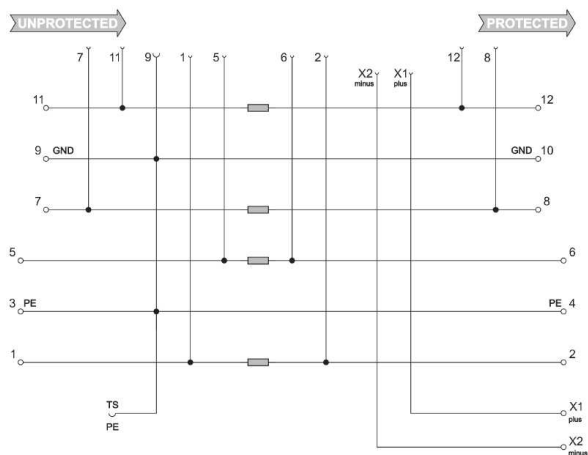 UNPROTECTED PROTECTED
7 11 9 1 5 6 2 X2 minus X1 plus 12 8
11 12
9 GND GND 10
7 8
5 6
3 PE PE 4
1 2
TS X1
PE plus
X2
minus